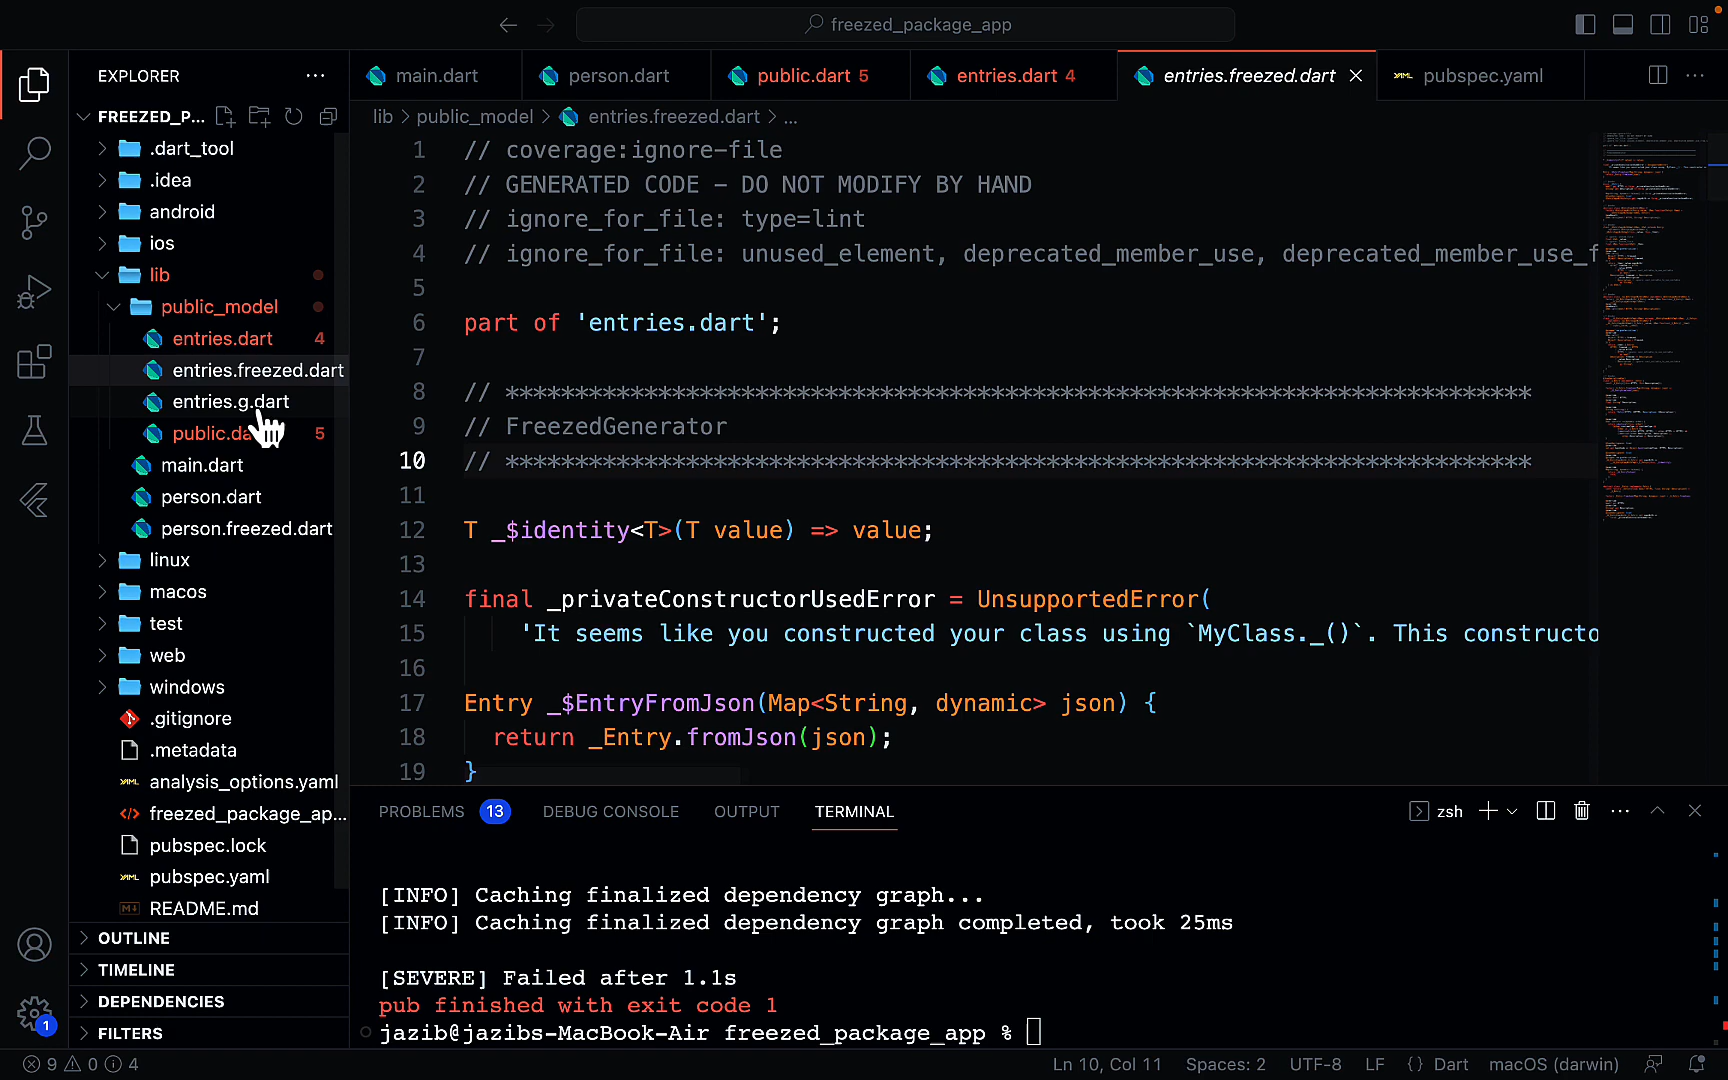 freezed_package_app
EXPLORER
main.dart
person.dart
public.dart 5
entries.dart 4
entries.freezed.dart
pubspec.yaml
FREEZED_P...
lib > public_model > entries.freezed.dart > ...
.dart_tool
.idea
android
ios
lib
public_model
entries.dart 4
entries.freezed.dart
entries.g.dart
public.da 5
main.dart
person.dart
person.freezed.dart
linux
macos
test
web
windows
.gitignore
.metadata
analysis_options.yaml
freezed_package_ap...
pubspec.lock
pubspec.yaml
README.md
OUTLINE
TIMELINE
DEPENDENCIES
FILTERS
1 // coverage:ignore-file
2 // GENERATED CODE - DO NOT MODIFY BY HAND
3 // ignore_for_file: type=lint
4 // ignore_for_file: unused_element, deprecated_member_use, deprecated_member_use_f
5
6 part of 'entries.dart';
7
8 // **************************************************************************
9 // FreezedGenerator
10 // **************************************************************************
11
12 T _$identity<T>(T value) => value;
13
14 final _privateConstructorUsedError = UnsupportedError(
15 'It seems like you constructed your class using `MyClass._()`. This constructo
16
17 Entry _$EntryFromJson(Map<String, dynamic> json) {
18 return _Entry.fromJson(json);
19 }
PROBLEMS 13 DEBUG CONSOLE OUTPUT TERMINAL
zsh
[INFO] Caching finalized dependency graph...
[INFO] Caching finalized dependency graph completed, took 25ms
[SEVERE] Failed after 1.1s
pub finished with exit code 1
jazib@jazibs-MacBook-Air freezed_package_app %
1
9 0 4
Ln 10, Col 11 Spaces: 2 UTF-8 LF {} Dart macOS (darwin)